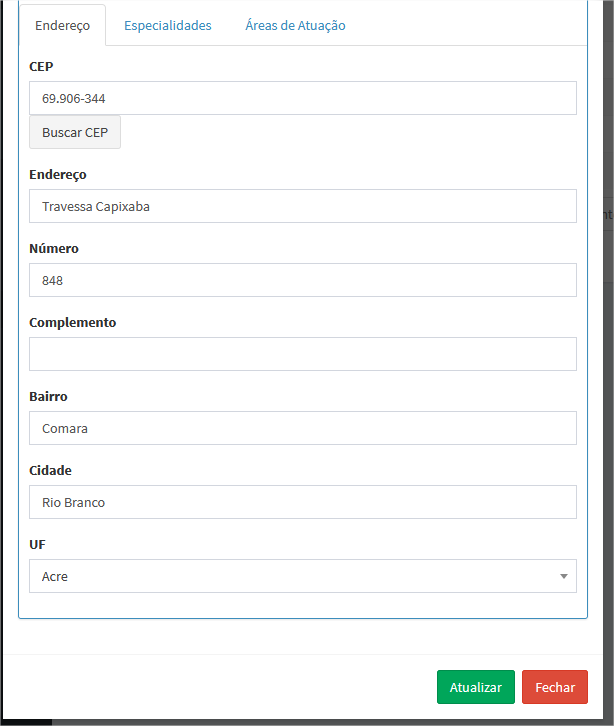 Endereço Especialidades Áreas de Atuação
CEP
69.906-344
Buscar CEP
Endereço
Travessa Capixaba
Número
848
Complemento
Bairro
Comara
Cidade
Rio Branco
UF
Acre
Atualizar Fechar